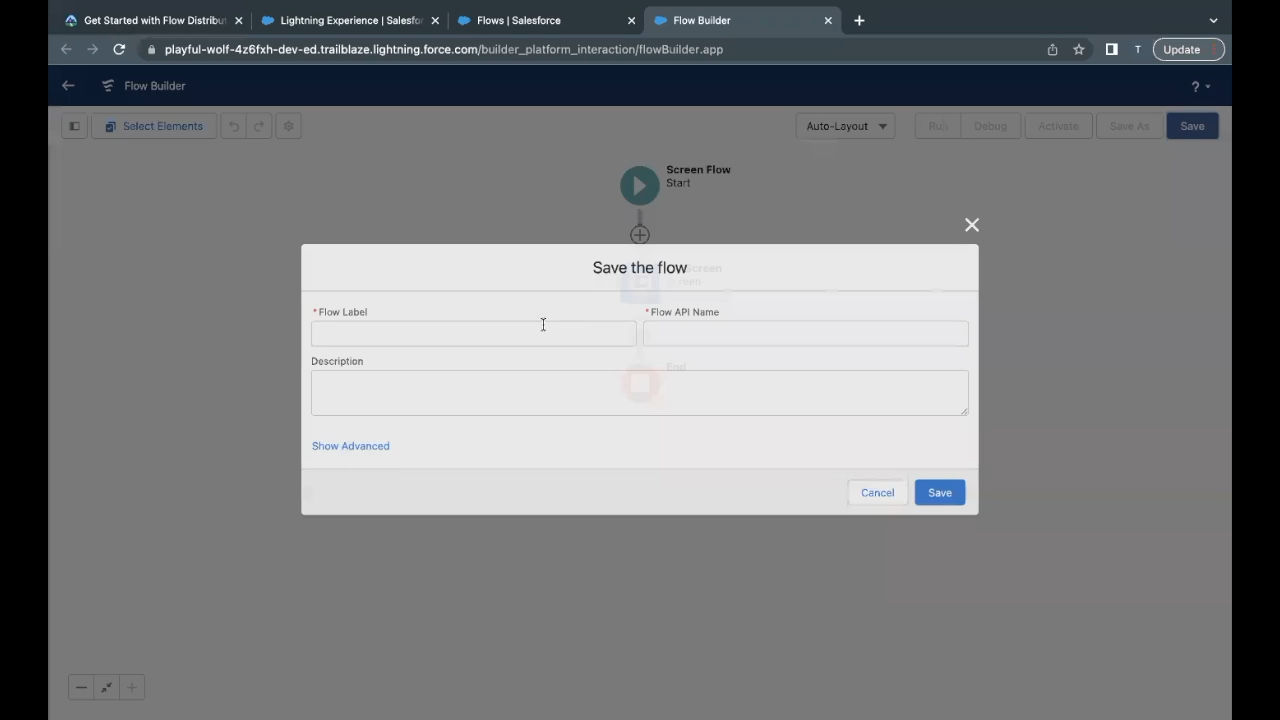 Get Started with Flow Distribut
Lightning Experience | Salesfor
Flows | Salesforce
Flow Builder
playful-wolf-4z6fxh-dev-ed.trailblaze.lightning.force.com/builder_platform_interaction/flowBuilder.app
T
Update
Flow Builder
?
Select Elements
Auto-Layout
Run
Debug
Activate
Save As
Save
Screen Flow
Start
Save the flow
Screen
* Flow Label
* Flow API Name
Description
End
Show Advanced
Cancel
Save